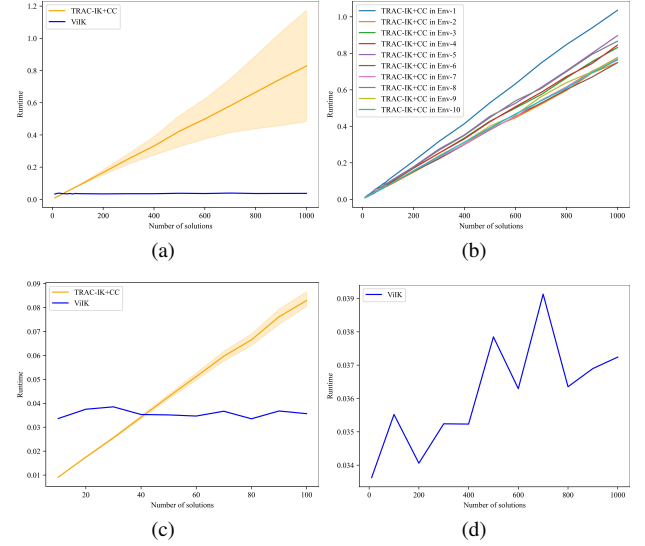 TRAC-IK+CC
ViIK
1.2
1.0
0.8
0.6
0.4
0.2
0.0
Runtime
0 200 400 600 800 1000
Number of solutions
(a)
TRAC-IK+CC in Env-1
TRAC-IK+CC in Env-2
TRAC-IK+CC in Env-3
TRAC-IK+CC in Env-4
TRAC-IK+CC in Env-5
TRAC-IK+CC in Env-6
TRAC-IK+CC in Env-7
TRAC-IK+CC in Env-8
TRAC-IK+CC in Env-9
TRAC-IK+CC in Env-10
1.0
0.8
0.6
0.4
0.2
0.0
Runtime
0 200 400 600 800 1000
Number of solutions
(b)
TRAC-IK+CC
ViIK
0.09
0.08
0.07
0.06
0.05
0.04
0.03
0.02
0.01
Runtime
20 40 60 80 100
Number of solutions
(c)
ViIK
0.039
0.038
0.037
0.036
0.035
0.034
Runtime
0 200 400 600 800 1000
Number of solutions
(d)